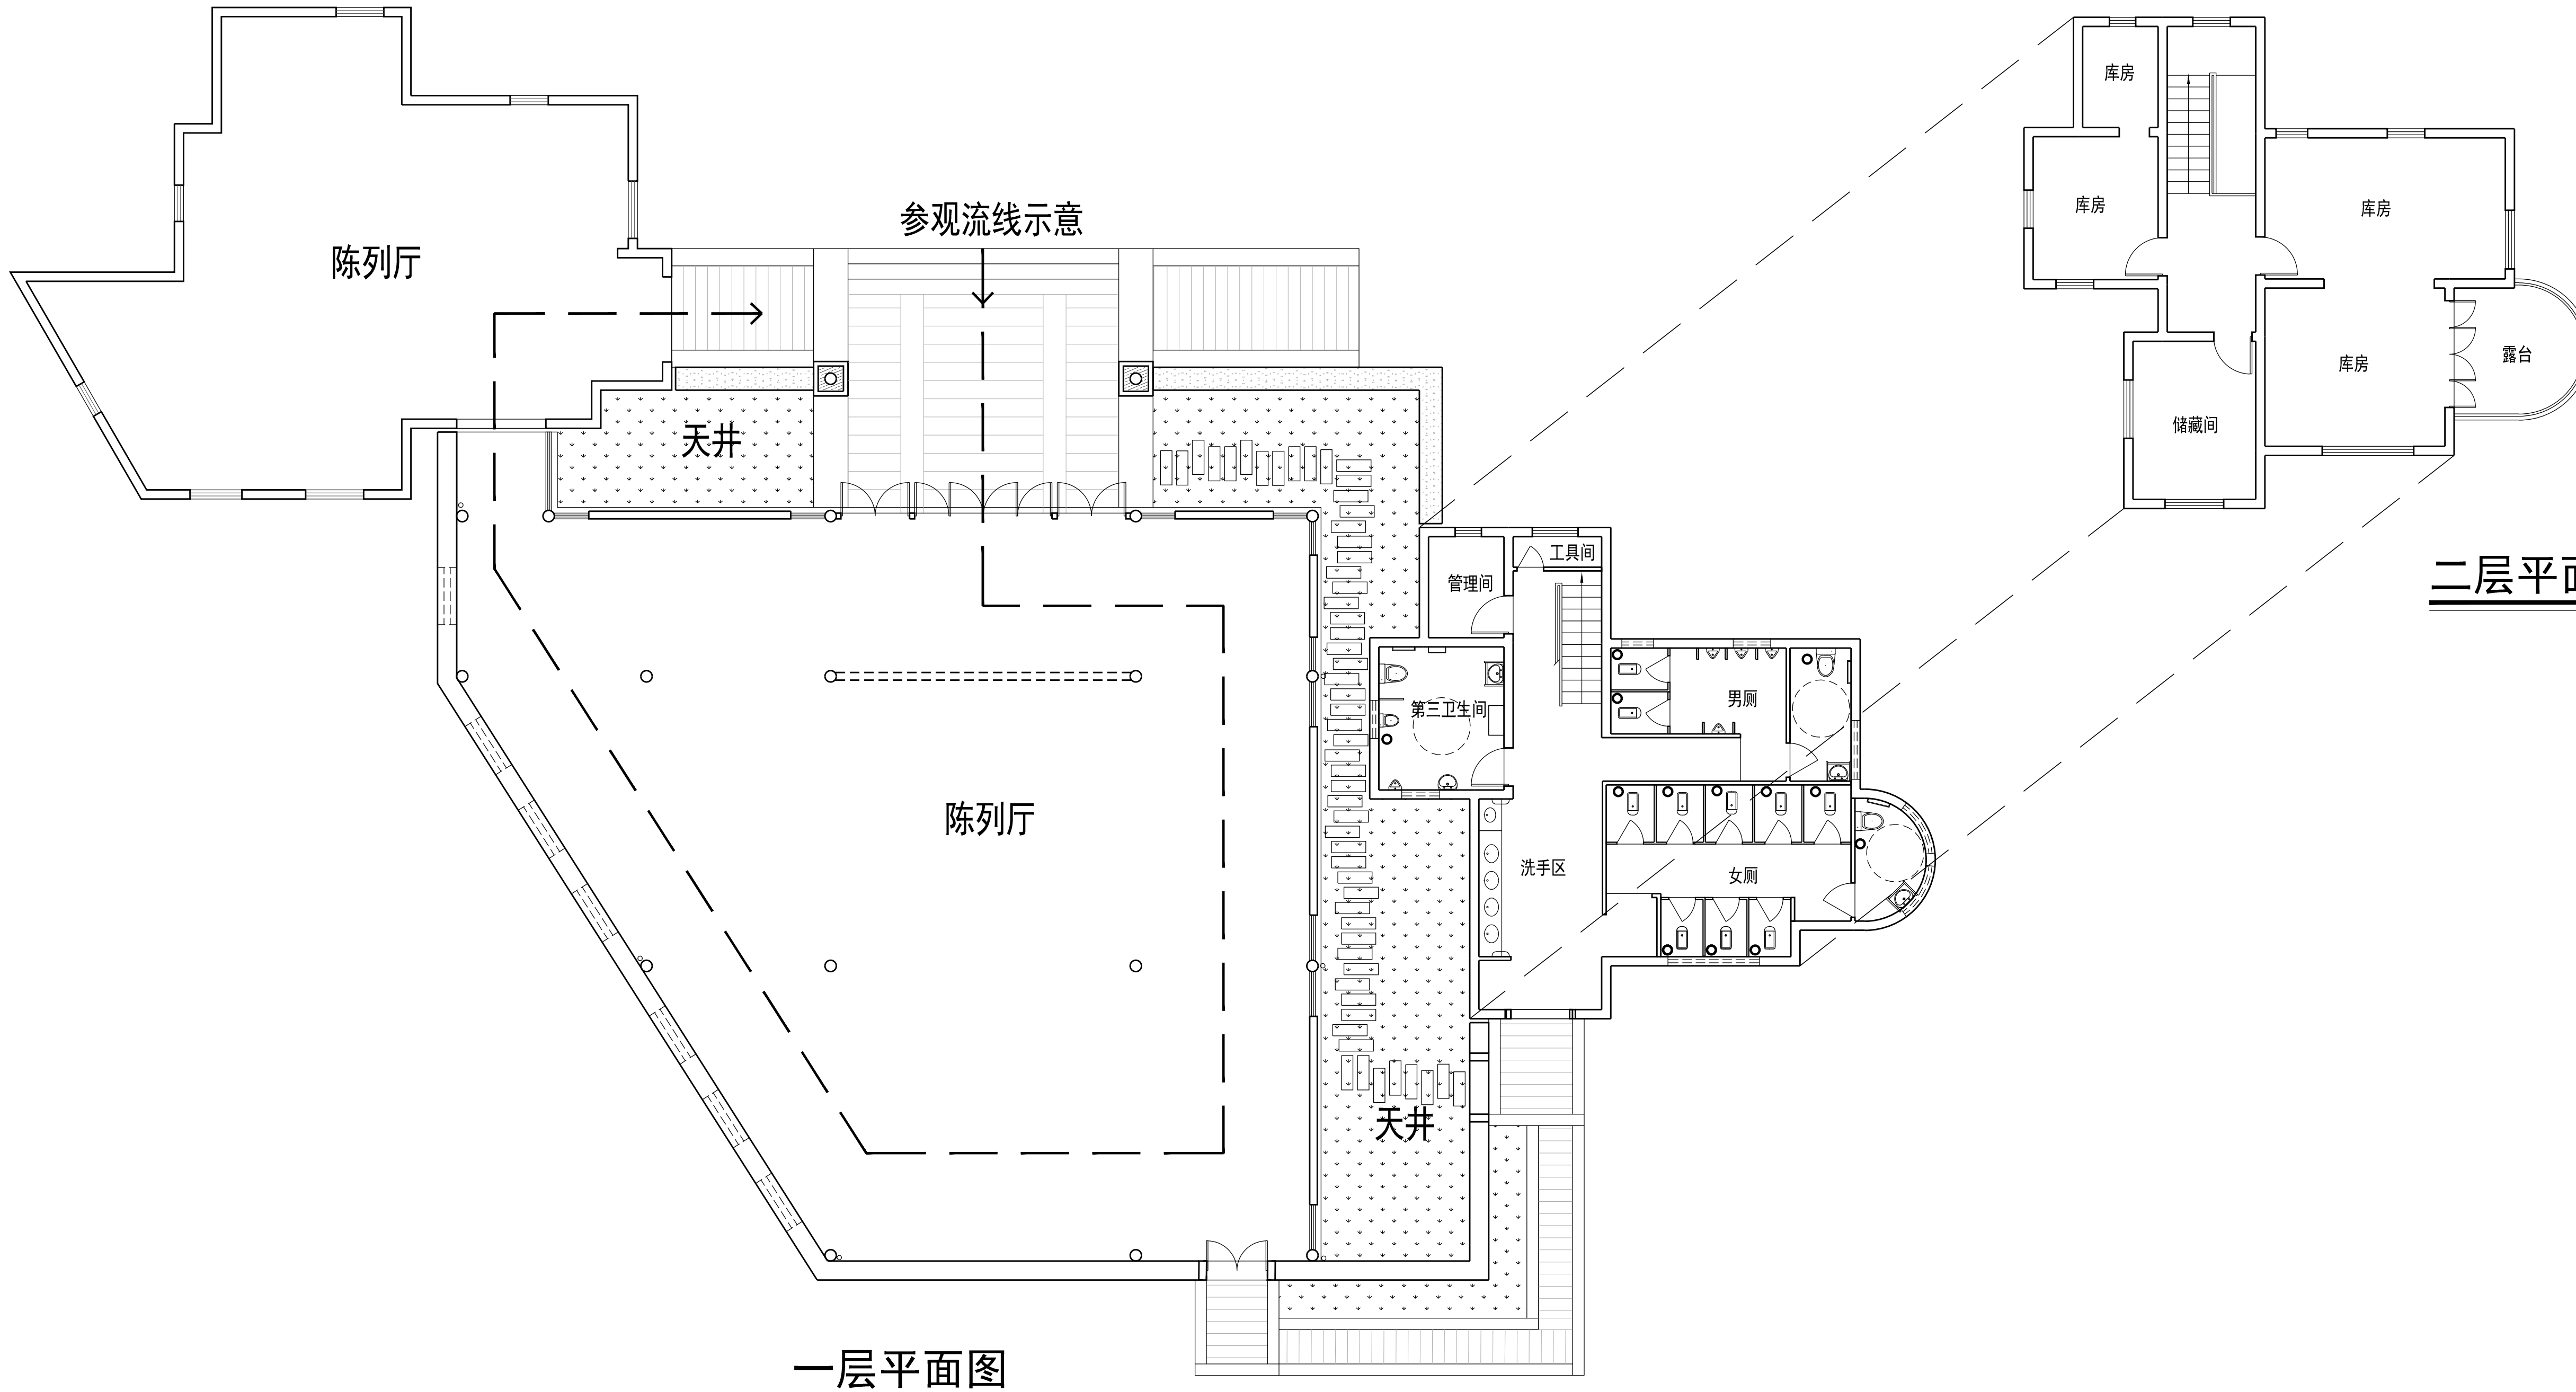 库房
库房
库房
参观流线示意
陈列厅
露台
库房
储藏间
天井
二层平面
工具间
管理间
男厕
第三卫生间
陈列厅
洗手区
女厕
天井
一层平面图